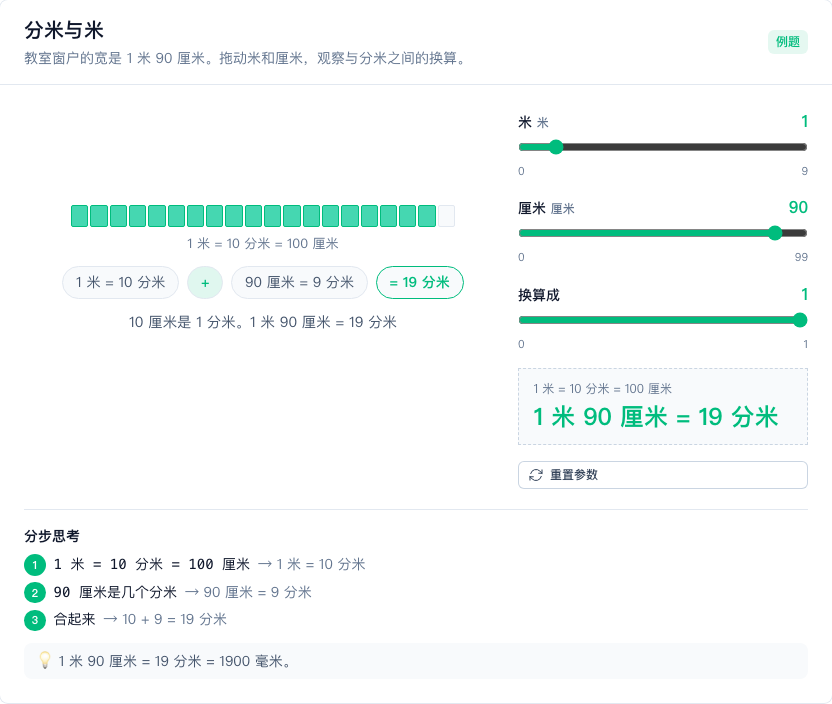 分米与米
教室窗户的宽是 1 米 90 厘米。拖动米和厘米，观察与分米之间的换算。
例题
米 米 1
0 9
厘米 厘米 90
0 99
换算成 1
0 1
1 米 = 10 分米 = 100 厘米
1 米 90 厘米 = 19 分米
重置参数
1 米 = 10 分米 = 100 厘米
1 米 = 10 分米 + 90 厘米 = 9 分米 = 19 分米
10 厘米是 1 分米。1 米 90 厘米 = 19 分米
分步思考
1 1 米 = 10 分米 = 100 厘米 → 1 米 = 10 分米
2 90 厘米是几个分米 → 90 厘米 = 9 分米
3 合起来 → 10 + 9 = 19 分米
1 米 90 厘米 = 19 分米 = 1900 毫米。